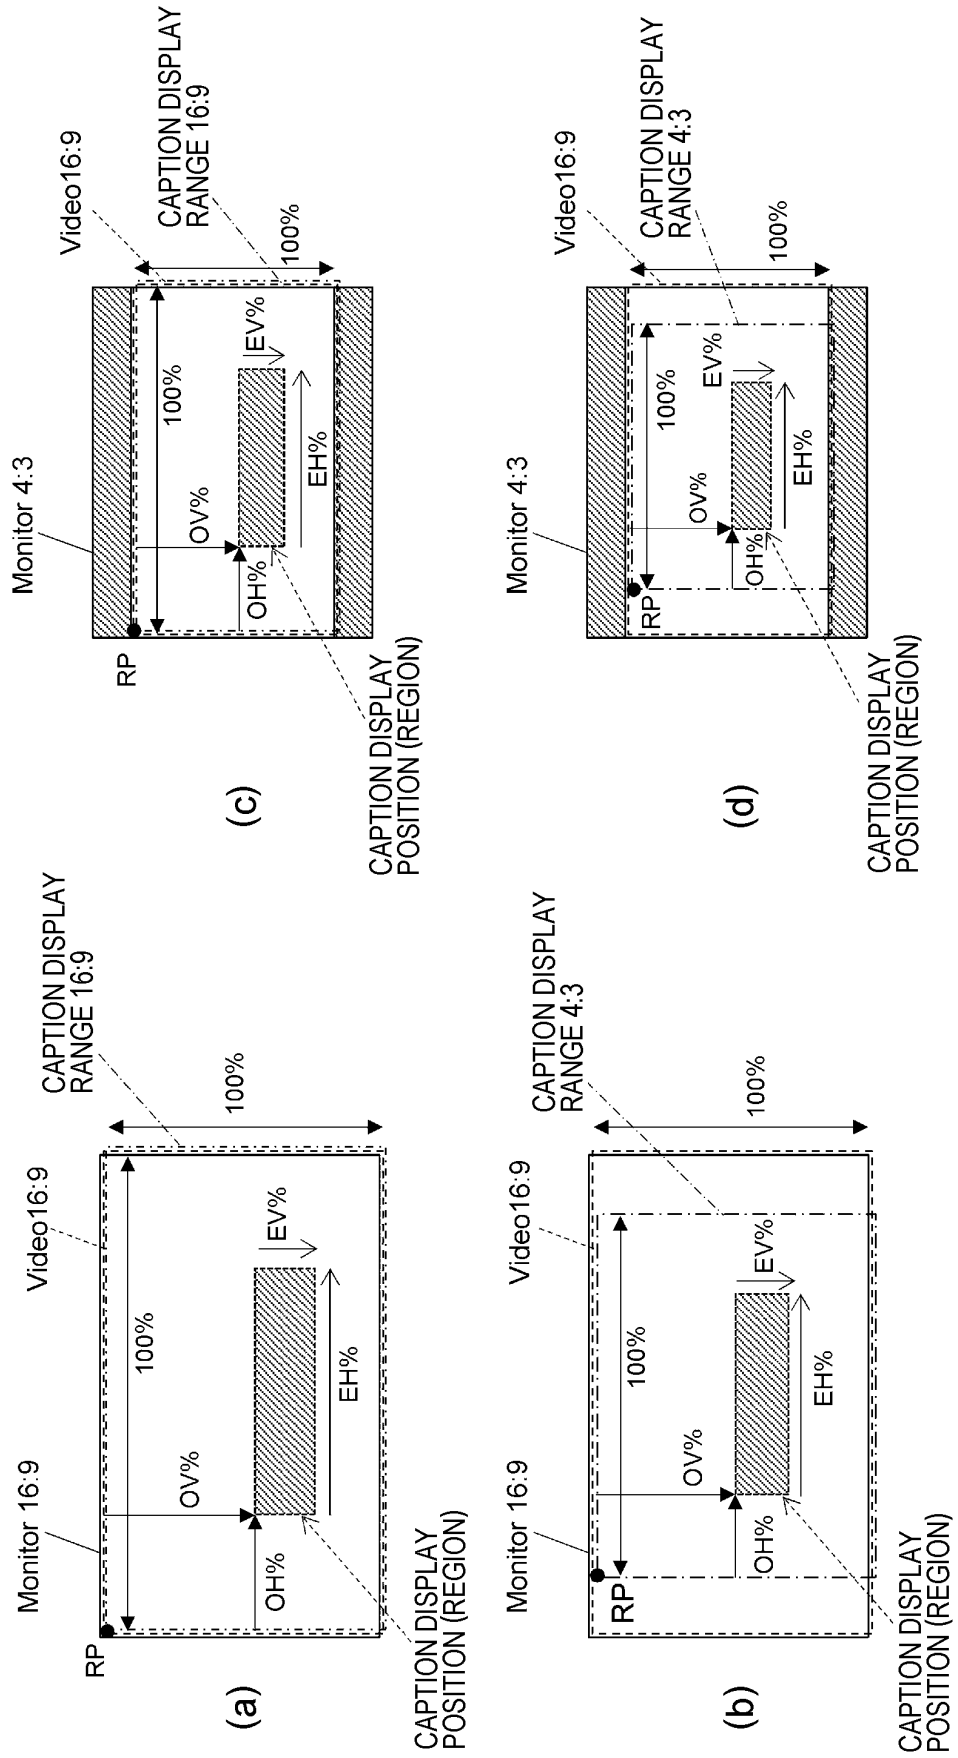 (a)
Monitor 16:9
Video16:9
CAPTION DISPLAY
RANGE 16:9
RP
100%
100%
OV%
OH%
EV%
EH%
CAPTION DISPLAY
POSITION (REGION)
(b)
Monitor 16:9
Video16:9
CAPTION DISPLAY
RANGE 4:3
RP
100%
100%
OV%
OH%
EV%
EH%
CAPTION DISPLAY
POSITION (REGION)
(c)
Monitor 4:3
Video16:9
CAPTION DISPLAY
RANGE 16:9
RP
100%
100%
OV%
OH%
EV%
EH%
CAPTION DISPLAY
POSITION (REGION)
(d)
Monitor 4:3
Video16:9
CAPTION DISPLAY
RANGE 4:3
RP
100%
100%
OV%
OH%
EV%
EH%
CAPTION DISPLAY
POSITION (REGION)